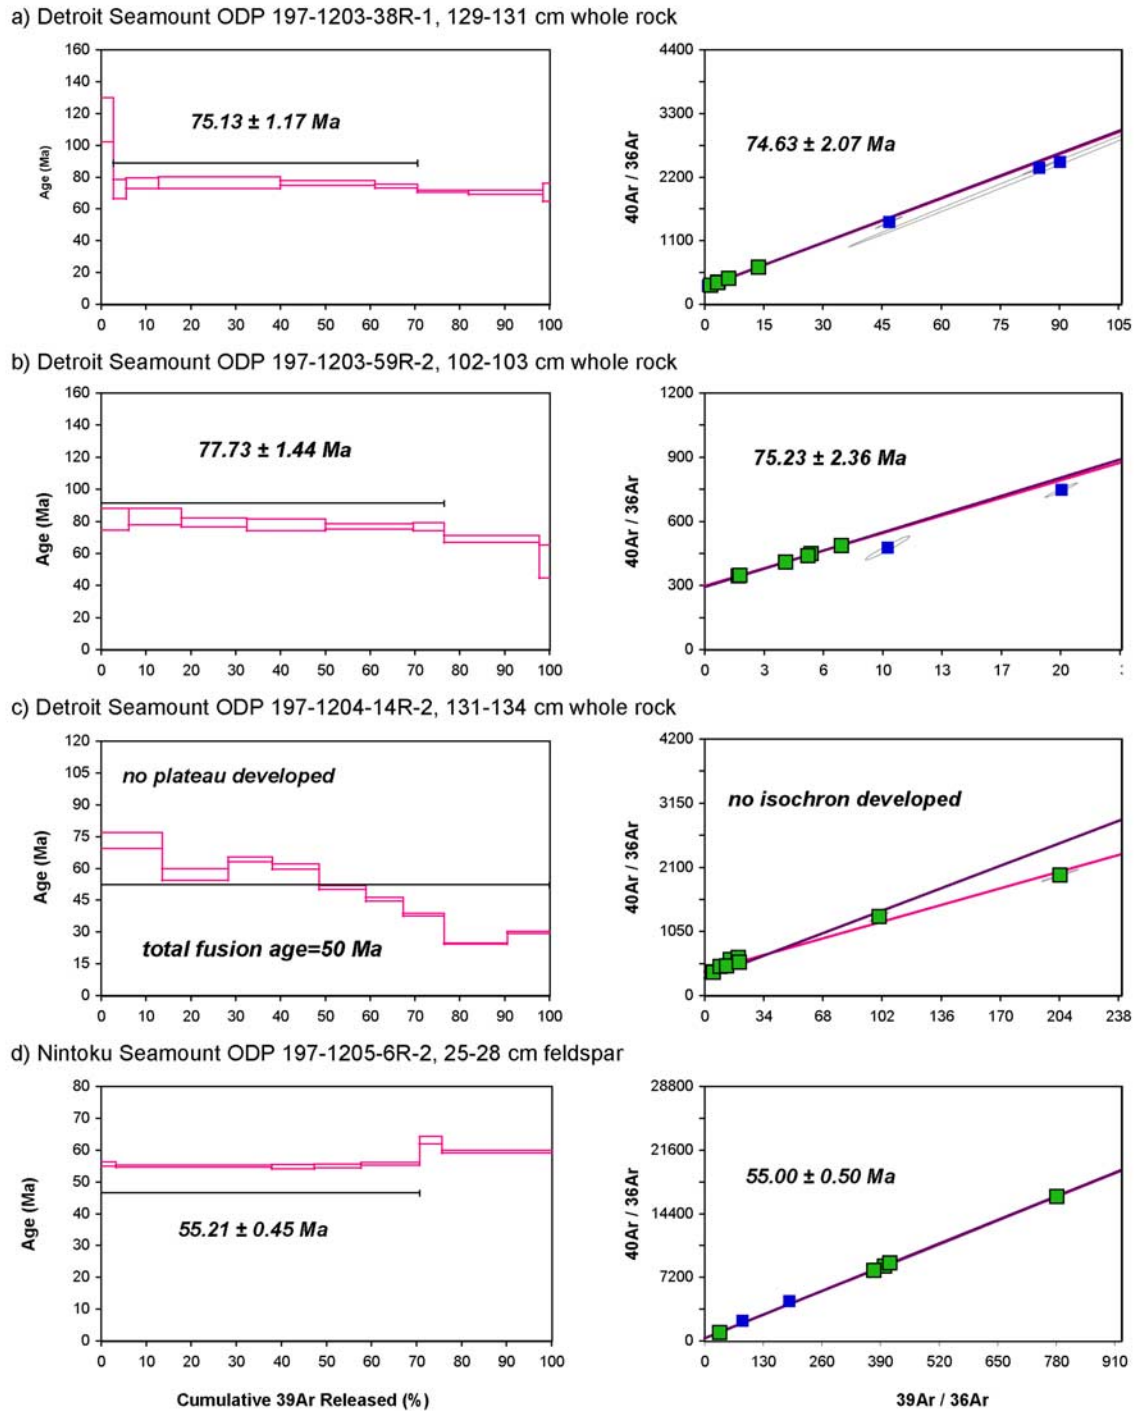 a) Detroit Seamount ODP 197-1203-38R-1, 129-131 cm whole rock
160
140
120
100
80
60
40
20
0
Age (Ma)
75.13 ± 1.17 Ma
0 10 20 30 40 50 60 70 80 90 100
4400
3300
2200
1100
0
40Ar / 36Ar
74.63 ± 2.07 Ma
0 15 30 45 60 75 90 105
b) Detroit Seamount ODP 197-1203-59R-2, 102-103 cm whole rock
160
140
120
100
80
60
40
20
0
Age (Ma)
77.73 ± 1.44 Ma
0 10 20 30 40 50 60 70 80 90 100
1200
900
600
300
0
40Ar / 36Ar
75.23 ± 2.36 Ma
0 3 6 10 13 17 20
c) Detroit Seamount ODP 197-1204-14R-2, 131-134 cm whole rock
120
105
90
75
60
45
30
15
0
Age (Ma)
no plateau developed
total fusion age=50 Ma
0 10 20 30 40 50 60 70 80 90 100
4200
3150
2100
1050
0
40Ar / 36Ar
no isochron developed
0 34 68 102 136 170 204 238
d) Nintoku Seamount ODP 197-1205-6R-2, 25-28 cm feldspar
80
70
60
50
40
30
20
10
0
Age (Ma)
55.21 ± 0.45 Ma
0 10 20 30 40 50 60 70 80 90 100
Cumulative 39Ar Released (%)
28800
21600
14400
7200
0
40Ar / 36Ar
55.00 ± 0.50 Ma
0 130 260 390 520 650 780 910
39Ar / 36Ar